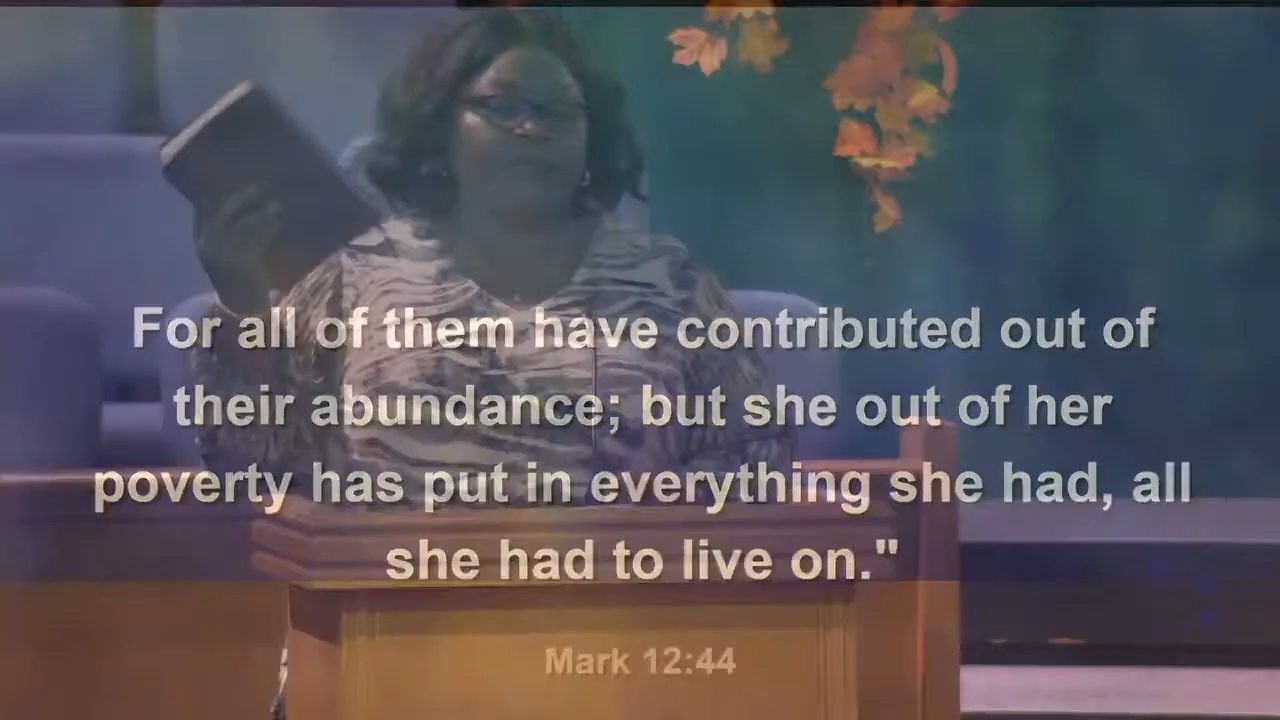 For all of them have contributed out of
their abundance; but she out of her
poverty has put in everything she had, all
she had to live on."
Mark 12:44